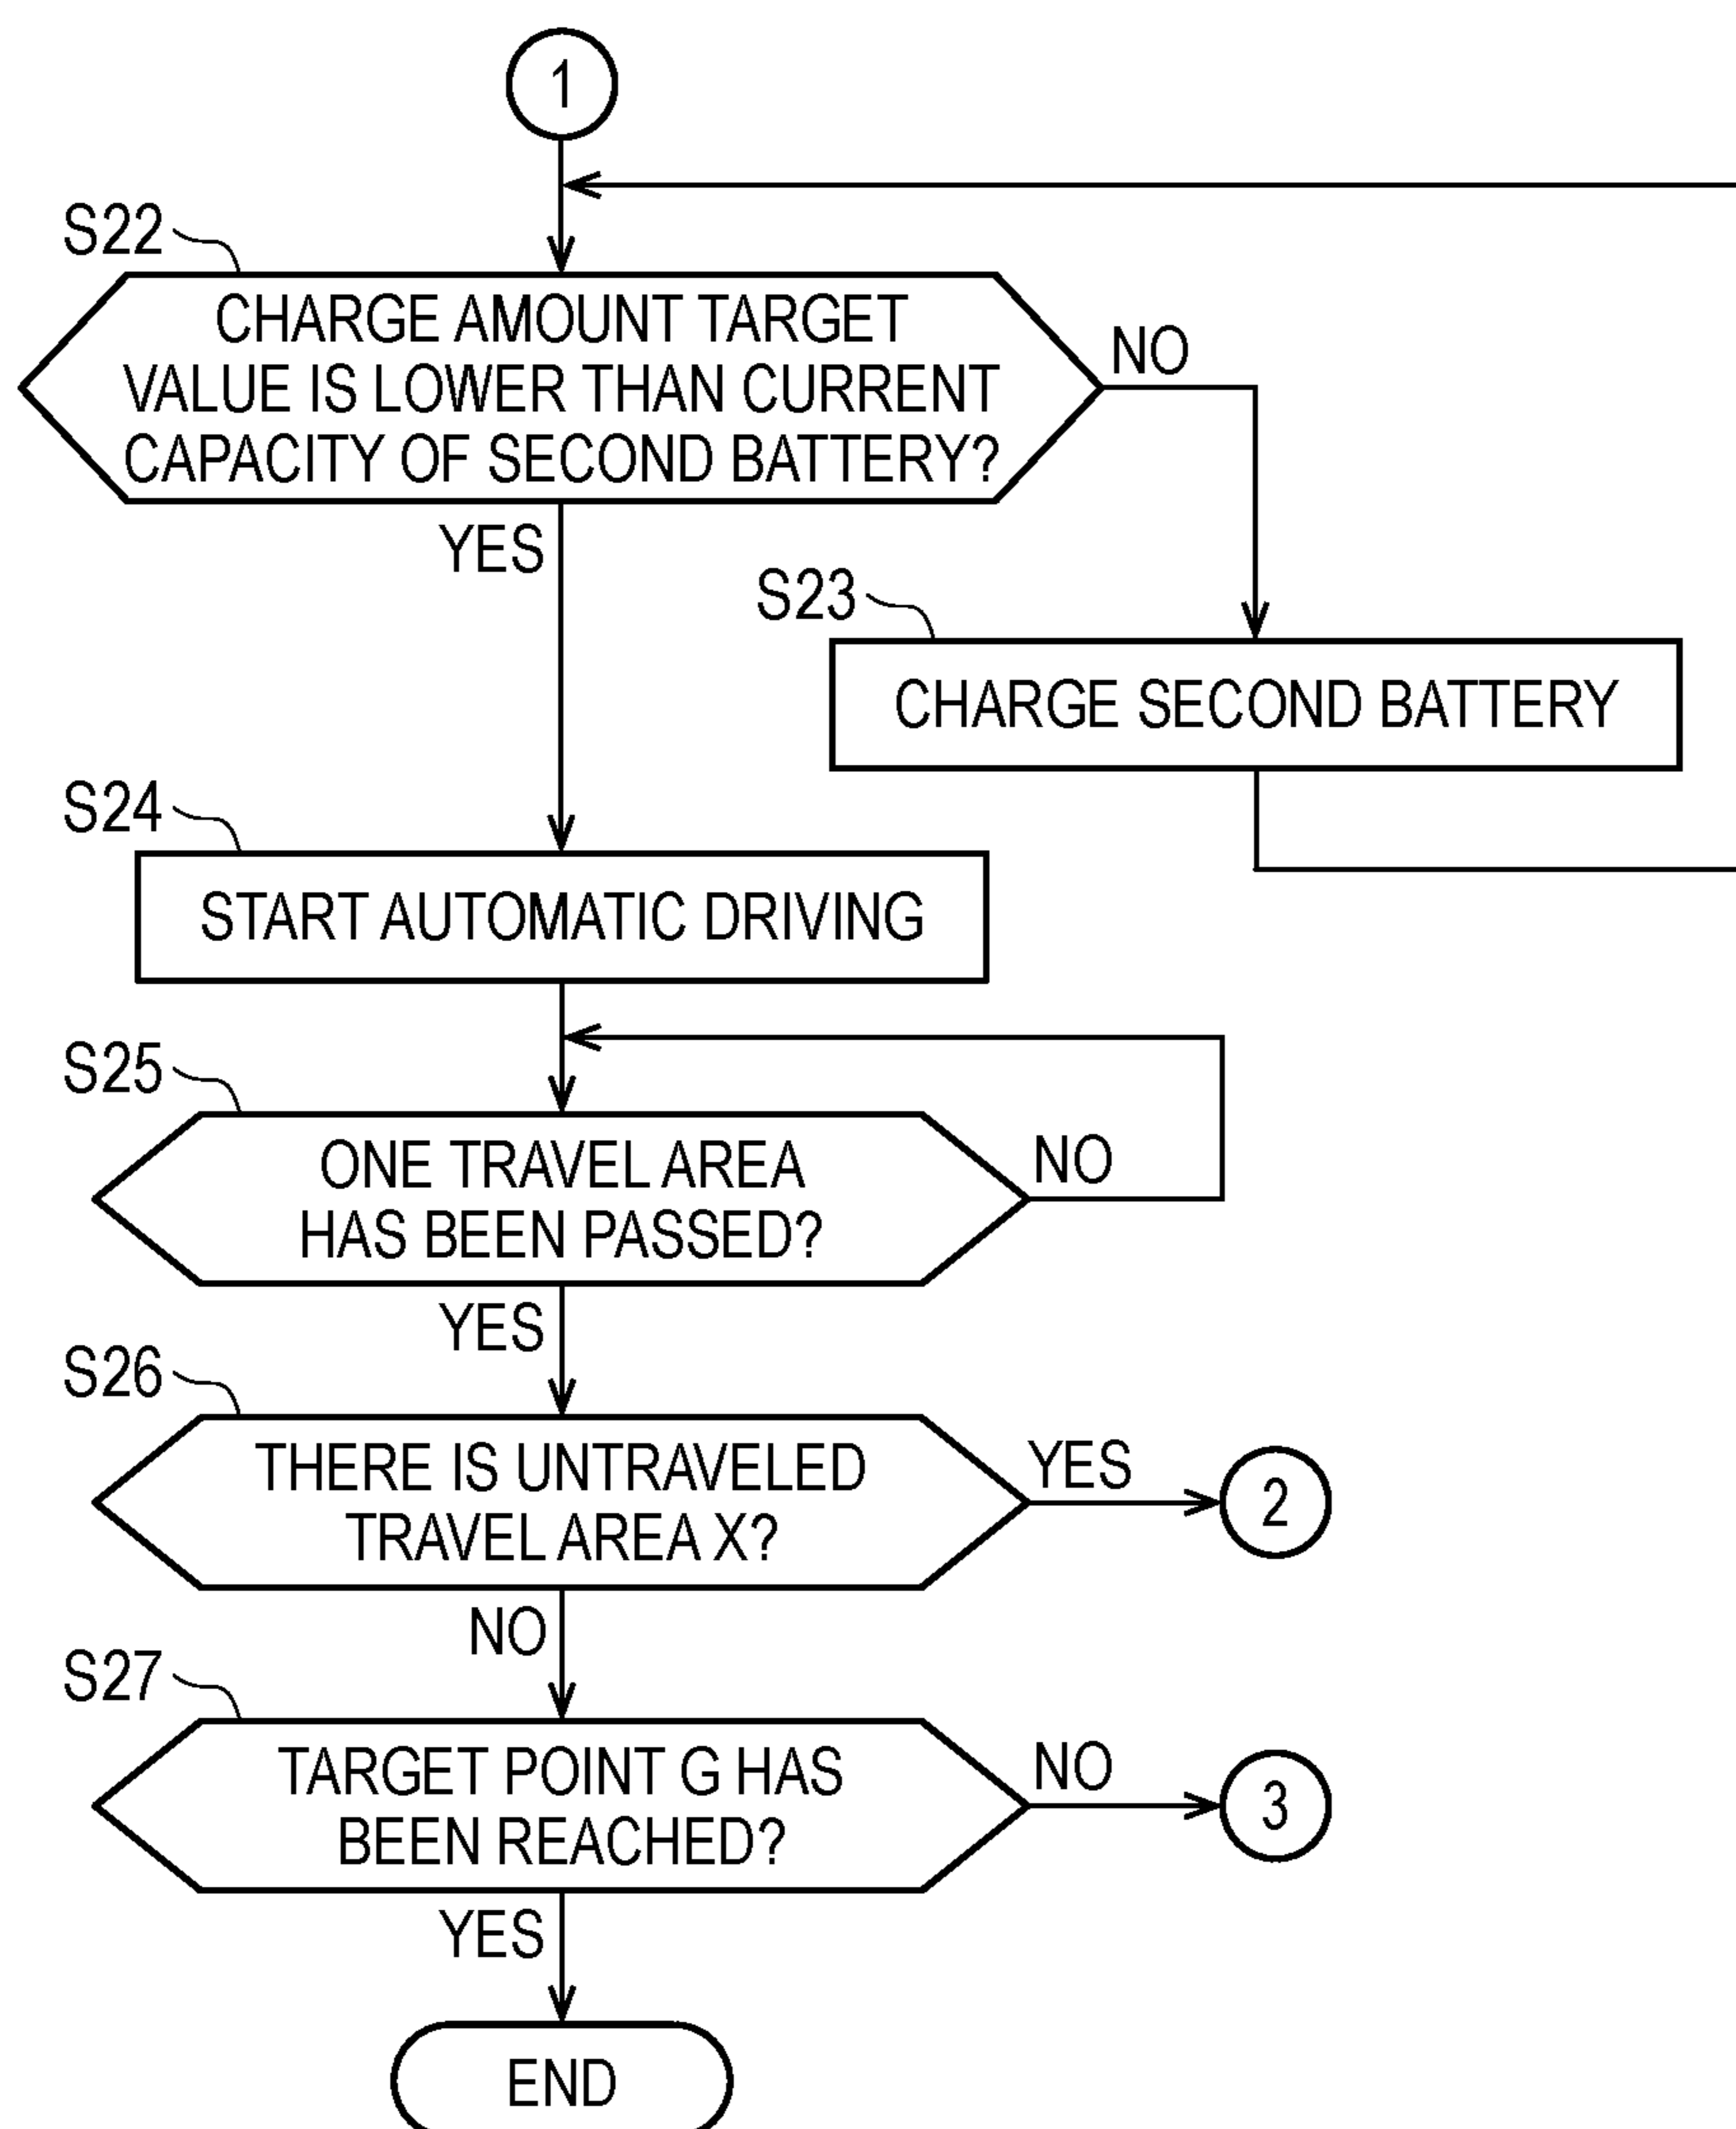 1
S22
CHARGE AMOUNT TARGET
VALUE IS LOWER THAN CURRENT
CAPACITY OF SECOND BATTERY?
NO
YES
S23
CHARGE SECOND BATTERY
S24
START AUTOMATIC DRIVING
S25
ONE TRAVEL AREA
HAS BEEN PASSED?
NO
YES
S26
THERE IS UNTRAVELED
TRAVEL AREA X?
YES
2
NO
S27
TARGET POINT G HAS
BEEN REACHED?
NO
3
YES
END